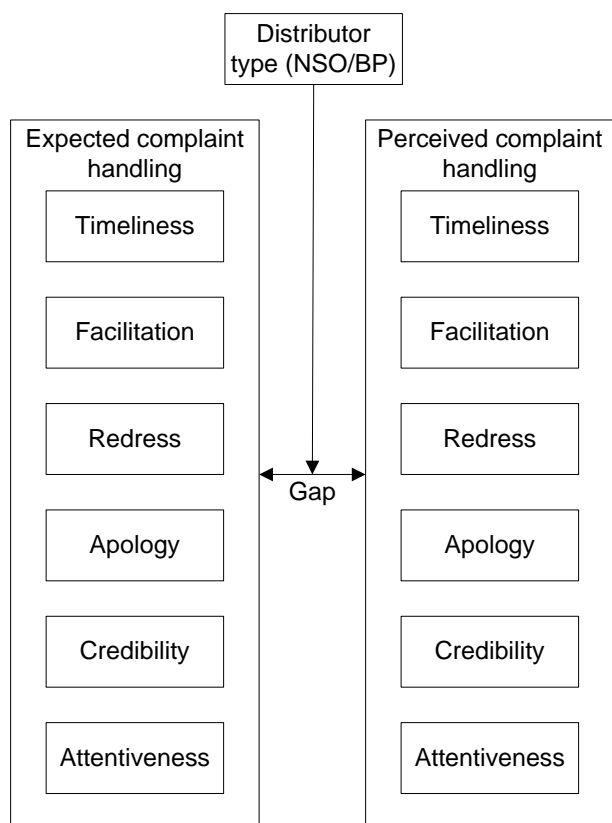 Distributor
type (NSO/BP)
Expected complaint
handling
Timeliness
Facilitation
Redress
Apology
Credibility
Attentiveness
Gap
Perceived complaint
handling
Timeliness
Facilitation
Redress
Apology
Credibility
Attentiveness